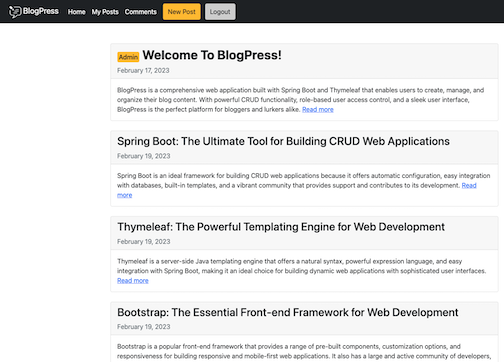 BlogPress Home My Posts Comments New Post Logout
Admin Welcome To BlogPress!
February 17, 2023
BlogPress is a comprehensive web application built with Spring Boot and Thymeleaf that enables users to create, manage, and
organize their blog content. With powerful CRUD functionality, role-based user access control, and a sleek user interface,
BlogPress is the perfect platform for bloggers and lurkers alike. Read more
Spring Boot: The Ultimate Tool for Building CRUD Web Applications
February 19, 2023
Spring Boot is an ideal framework for building CRUD web applications because it offers automatic configuration, easy integration
with databases, built-in templates, and a vibrant community that provides support and contributes to its development. Read
more
Thymeleaf: The Powerful Templating Engine for Web Development
February 19, 2023
Thymeleaf is a server-side Java templating engine that offers a natural syntax, powerful expression language, and easy
integration with Spring Boot, making it an ideal choice for building dynamic web applications with sophisticated user interfaces.
Read more
Bootstrap: The Essential Front-end Framework for Web Development
February 19, 2023
Bootstrap is a popular front-end framework that provides a range of pre-built components, customization options, and
responsiveness for building responsive and mobile-first web applications. It also has a large and active community of developers,